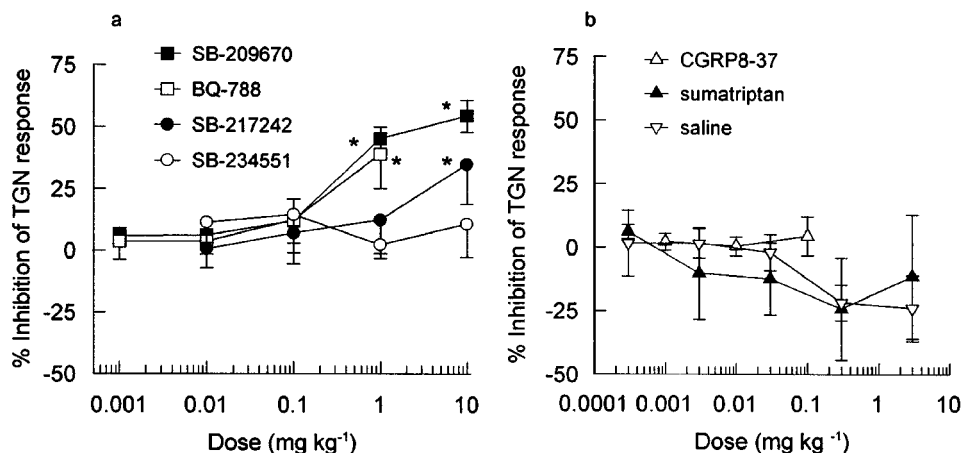 a
SB-209670
BQ-788
SB-217242
SB-234551
% Inhibition of TGN response
75
50
25
0
-25
-50
* * * *
0.001 0.01 0.1 1 10
Dose (mg kg⁻¹)
b
CGRP8-37
sumatriptan
saline
% Inhibition of TGN response
75
50
25
0
-25
-50
0.0001 0.001 0.01 0.1 1 10
Dose (mg kg⁻¹)